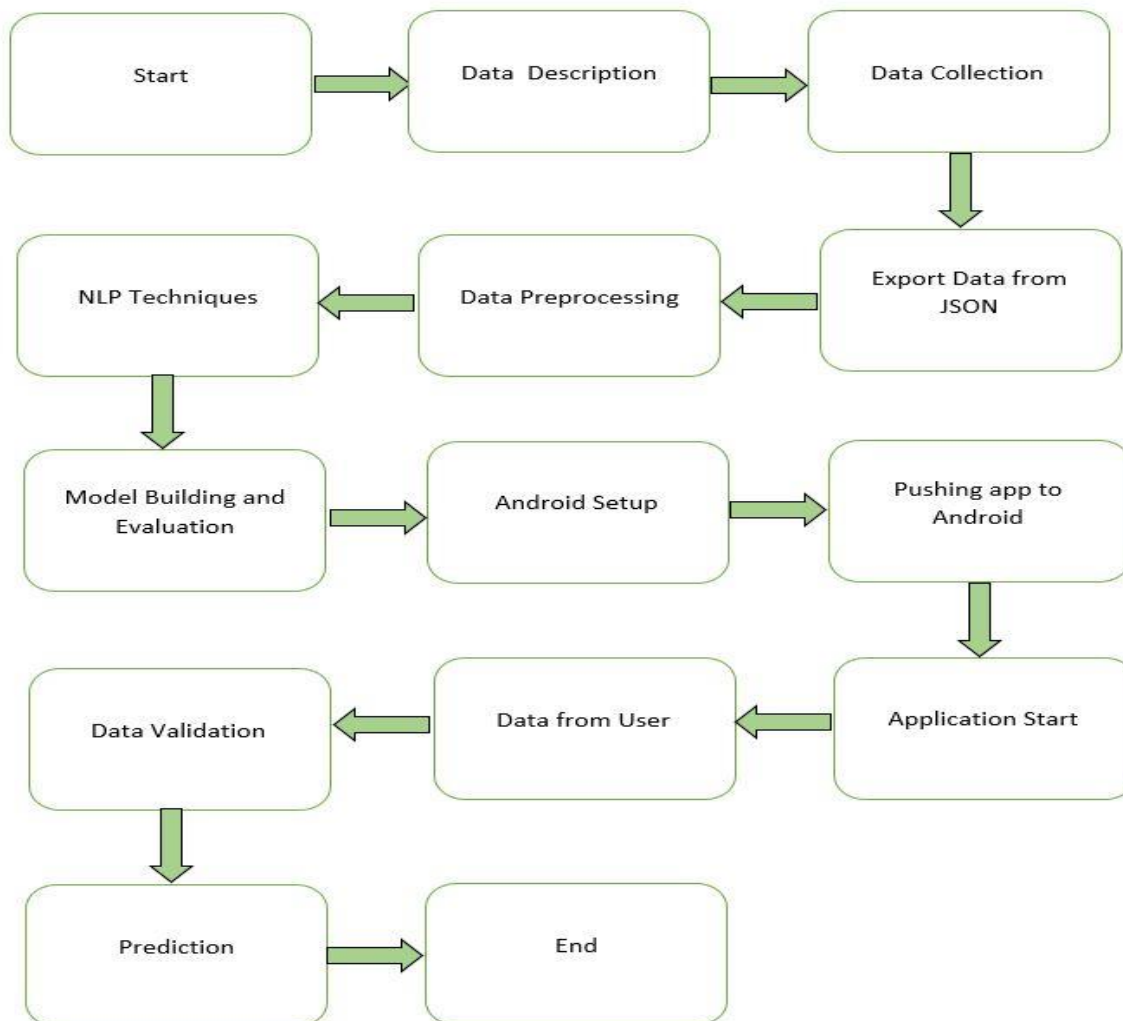 Start
Data Description
Data Collection
Export Data from
JSON
Data Preprocessing
NLP Techniques
Model Building and
Evaluation
Android Setup
Pushing app to
Android
Application Start
Data from User
Data Validation
Prediction
End